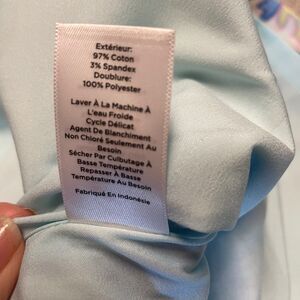 Extérieur:
97% Coton
3% Spandex
Doublure:
100% Polyester
Laver À La Machine À
L'eau Froide
Cycle Délicat
Agent De Blanchiment
Non Chloré Seulement Au
Besoin
Sécher Par Culbutage À
Basse Température
Repasser À Basse
Température Au Besoin
Fabriqué En Indonésie